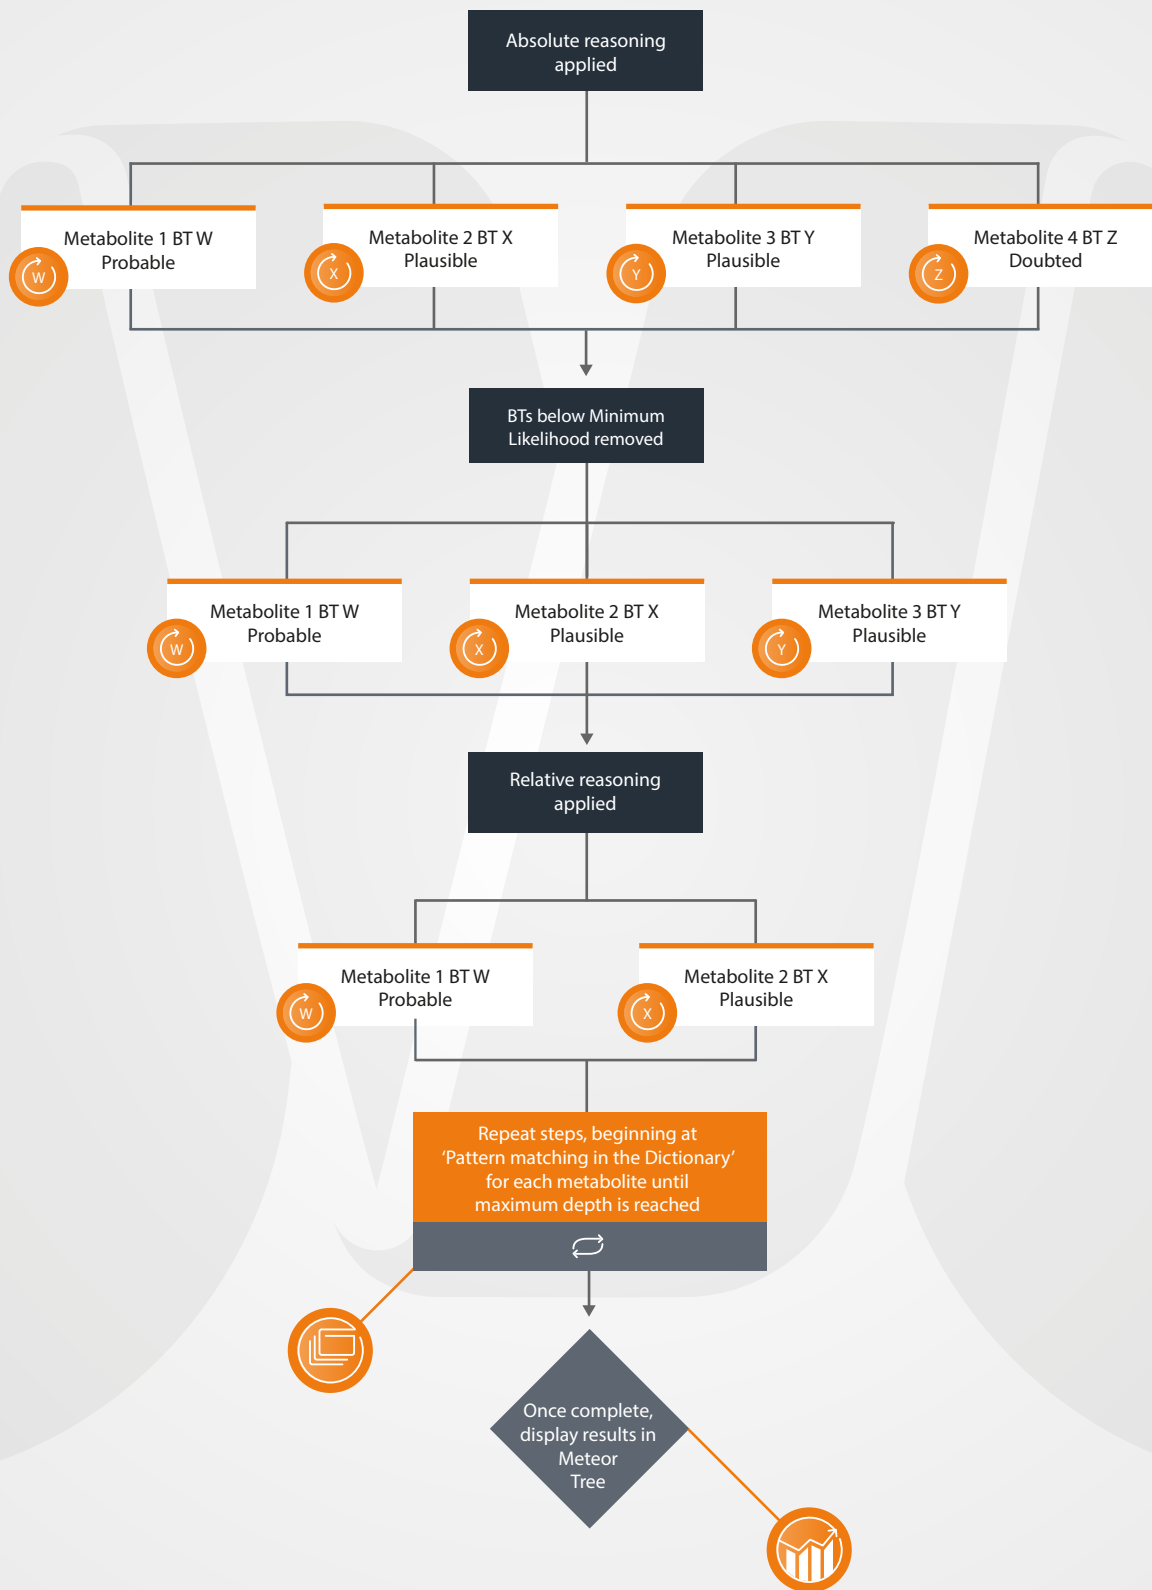 Absolute reasoning
applied
Metabolite 1 BT W
Probable
W
Metabolite 2 BT X
Plausible
X
Metabolite 3 BT Y
Plausible
Y
Metabolite 4 BT Z
Doubted
Z
BTs below Minimum
Likelihood removed
Metabolite 1 BT W
Probable
W
Metabolite 2 BT X
Plausible
X
Metabolite 3 BT Y
Plausible
Y
Relative reasoning
applied
Metabolite 1 BT W
Probable
W
Metabolite 2 BT X
Plausible
X
Repeat steps, beginning at
‘Pattern matching in the Dictionary’
for each metabolite until
maximum depth is reached
Once complete,
display results in
Meteor
Tree